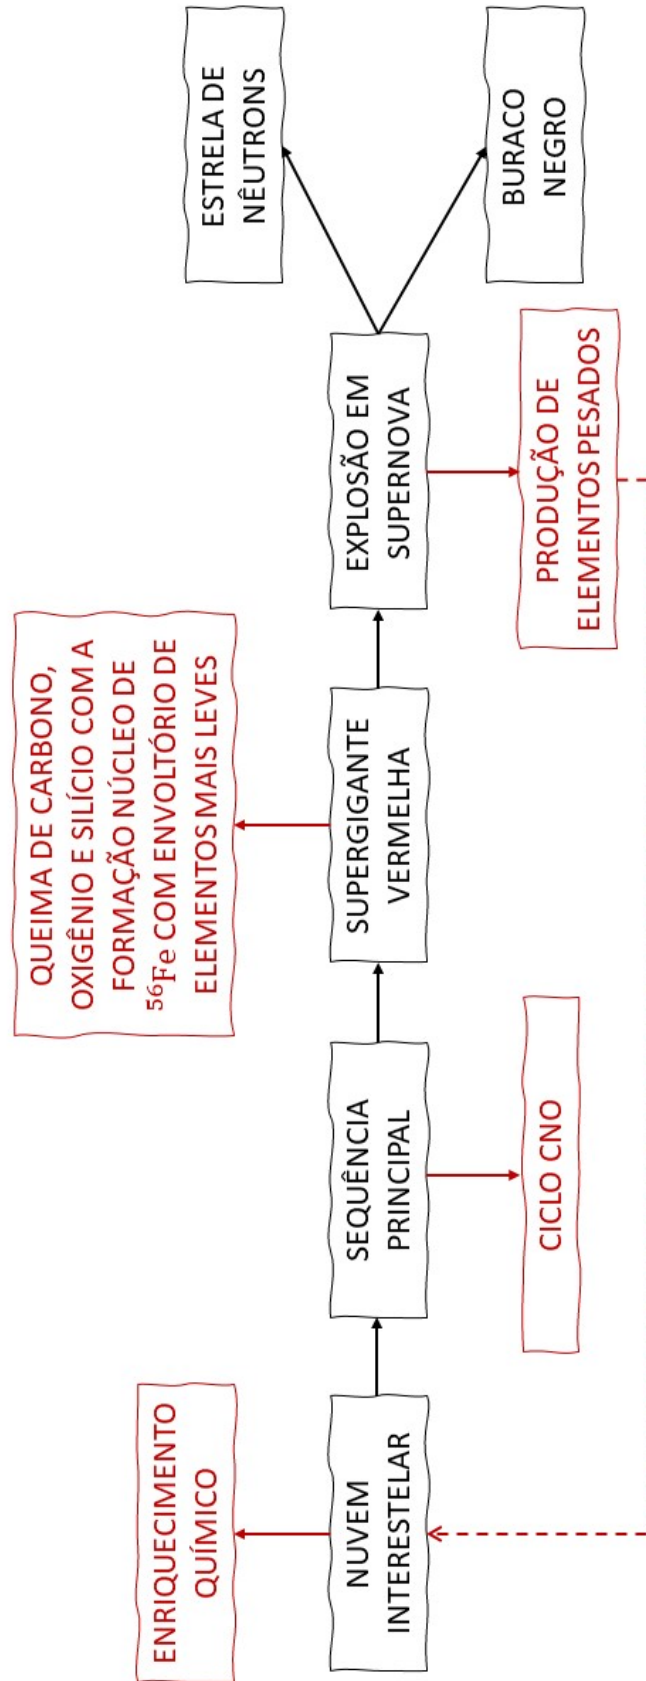 ENRIQUECIMENTO
QUÍMICO
NUVEM
INTERESTELAR
SEQUÊNCIA
PRINCIPAL
CICLO CNO
QUEIMA DE CARBONO,
OXIGÊNIO E SILÍCIO COM A
FORMAÇÃO NÚCLEO DE
⁵⁶Fe COM ENVOLTÓRIO DE
ELEMENTOS MAIS LEVES
SUPERGIGANTE
VERMELHA
EXPLOSÃO EM
SUPERNOVA
PRODUÇÃO DE
ELEMENTOS PESADOS
ESTRELA DE
NÊUTRONS
BURACO
NEGRO